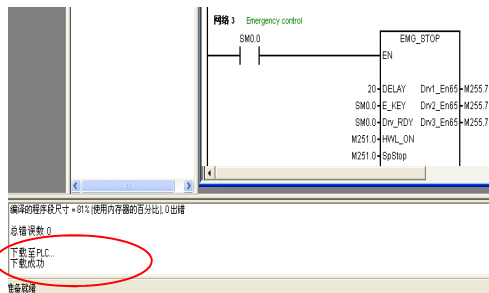 网络 3 Emergency control
SM0.0
EMG_STOP
EN
20 DELAY Drv1_En65 M255.7
SM0.0 E_KEY Drv2_En65 M255.7
SM0.0 Drv_RDY Drv3_En65 M255.7
M251.0 HWL_ON
M251.0 SpStop
编译的程序段尺寸 = 81% (使用内存器的百分比), 0 出错
总错误数 0
下载至PLC...
下载成功
准备就绪